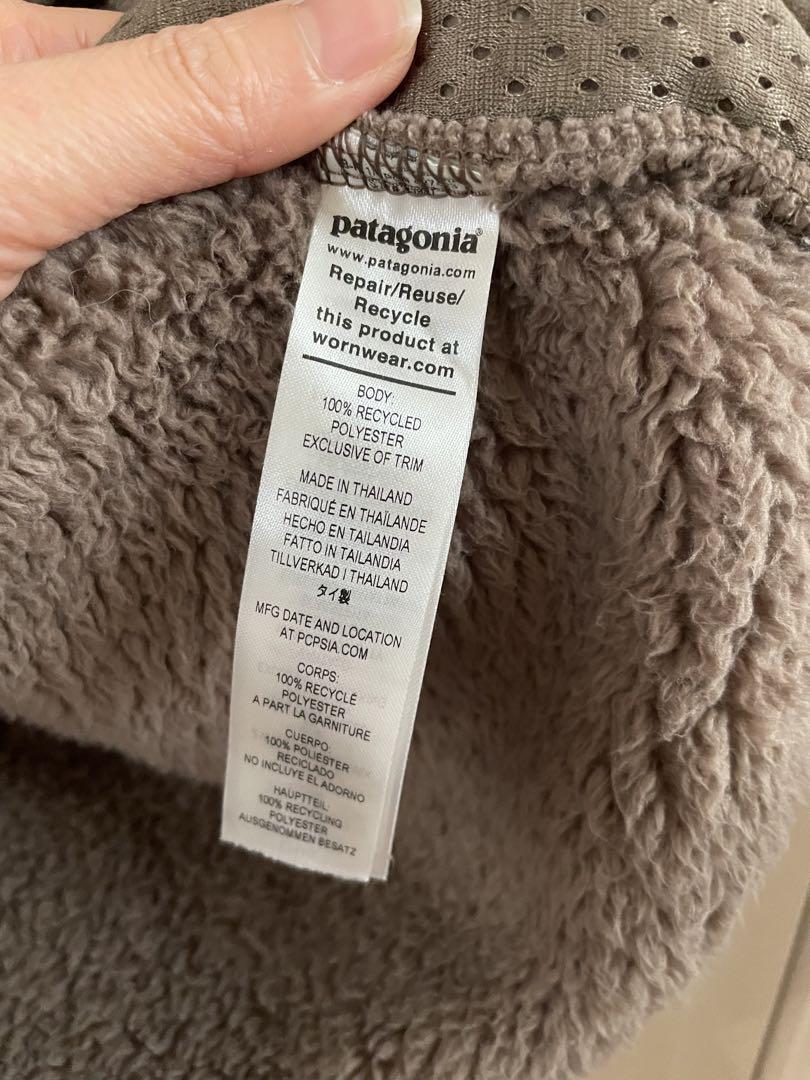 patagonia®
www.patagonia.com
Repair/Reuse/
Recycle
this product at
wornwear.com
BODY:
100% RECYCLED
POLYESTER
EXCLUSIVE OF TRIM
MADE IN THAILAND
FABRIQUÉ EN THAÏLANDE
HECHO EN TAILANDIA
FATTO IN TAILANDIA
TILLVERKAD I THAILAND
タイ製
MFG DATE AND LOCATION
AT PCPSIA.COM
CORPS:
100% RECYCLÉ
POLYESTER
A PART LA GARNITURE
CUERPO:
100% POLIESTER
RECICLADO
NO INCLUYE EL ADORNO
HAUPTTEIL:
100% RECYCLING
POLYESTER
AUSGENOMMEN BESATZ